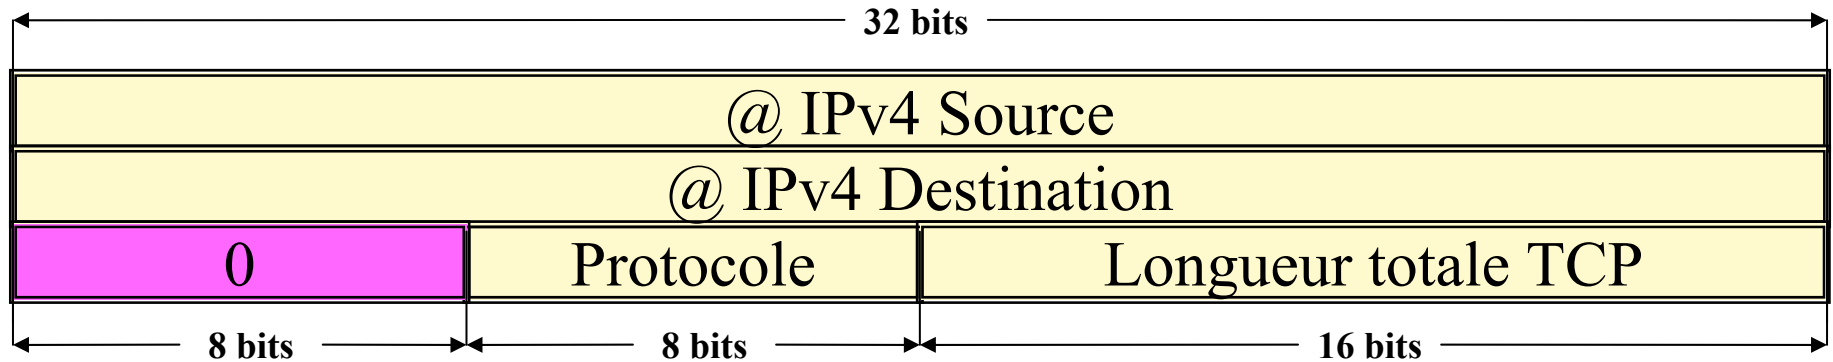 32 bits
@ IPv4 Source
@ IPv4 Destination
0 Protocole Longueur totale TCP
8 bits 8 bits 16 bits